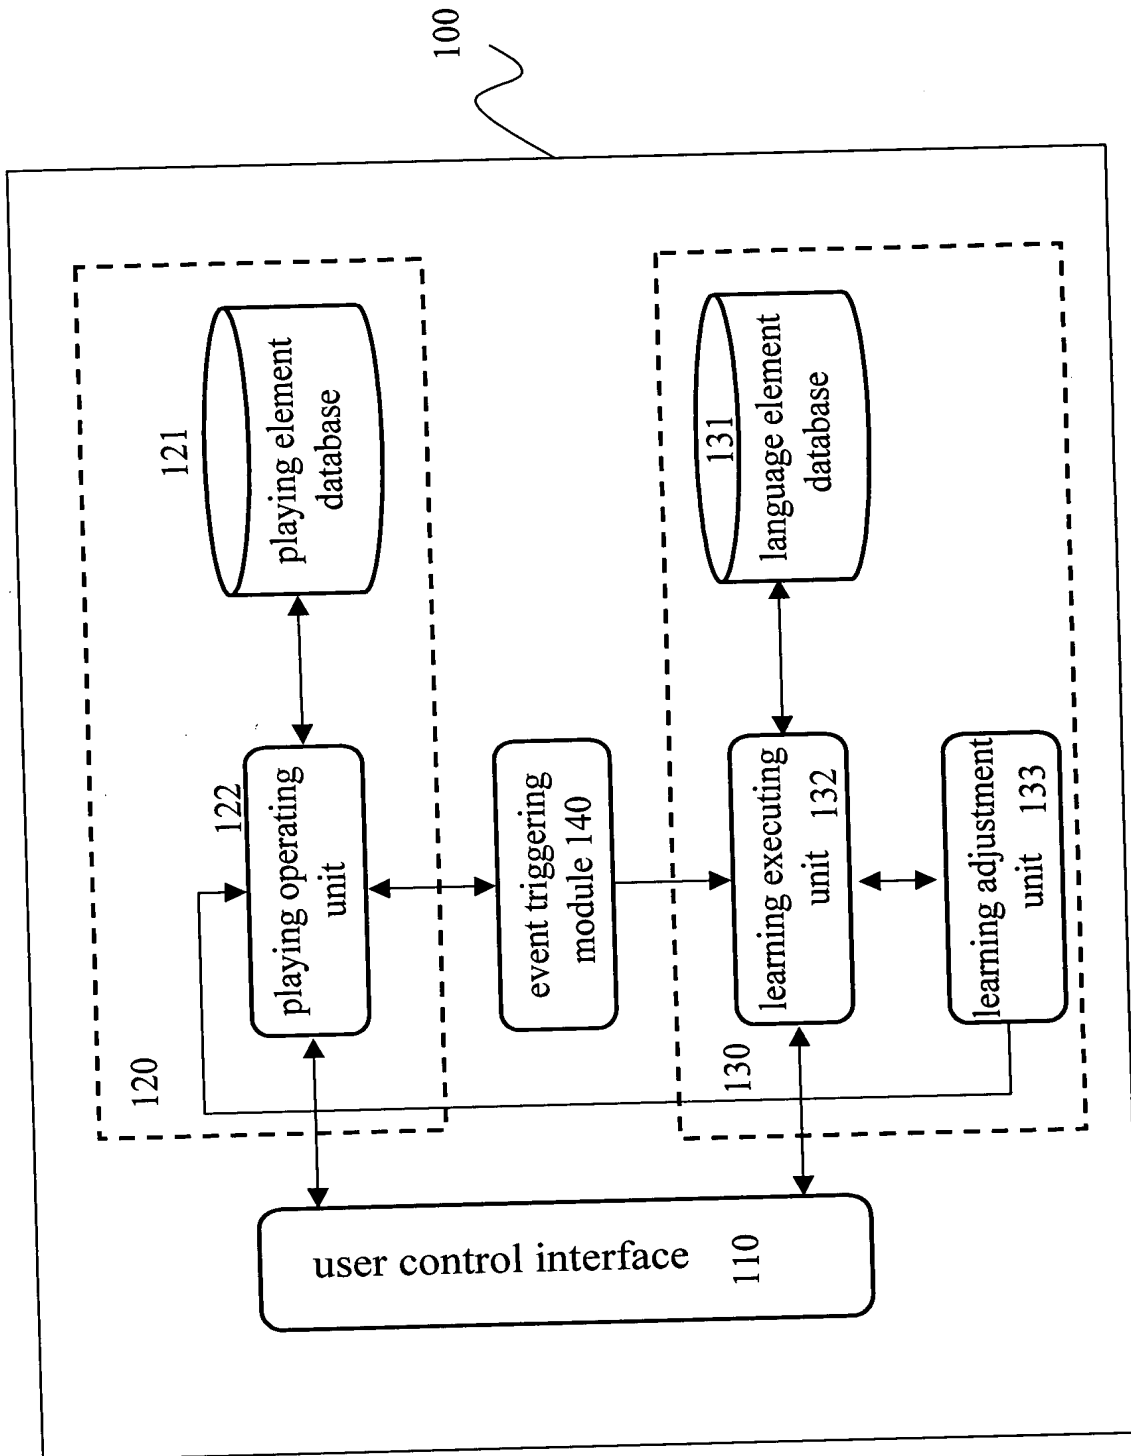 100
120
122
playing operating
unit
121
playing element
database
event triggering
module 140
130
learning executing
unit 132
131
language element
database
learning adjustment
unit 133
user control interface 110